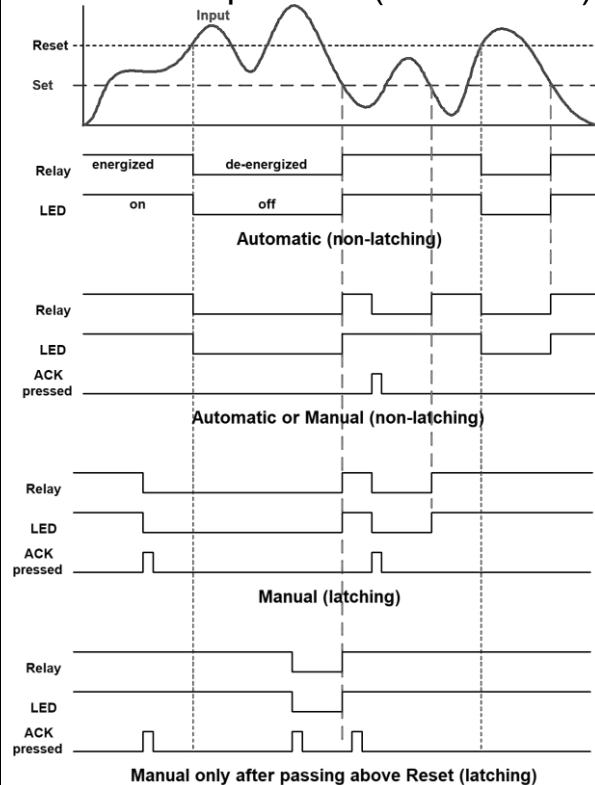 Input
Reset
Set
Relay energized de-energized
LED on off
Automatic (non-latching)
Relay
LED
ACK
pressed
Automatic or Manual (non-latching)
Relay
LED
ACK
pressed
Manual (latching)
Relay
LED
ACK
pressed
Manual only after passing above Reset (latching)